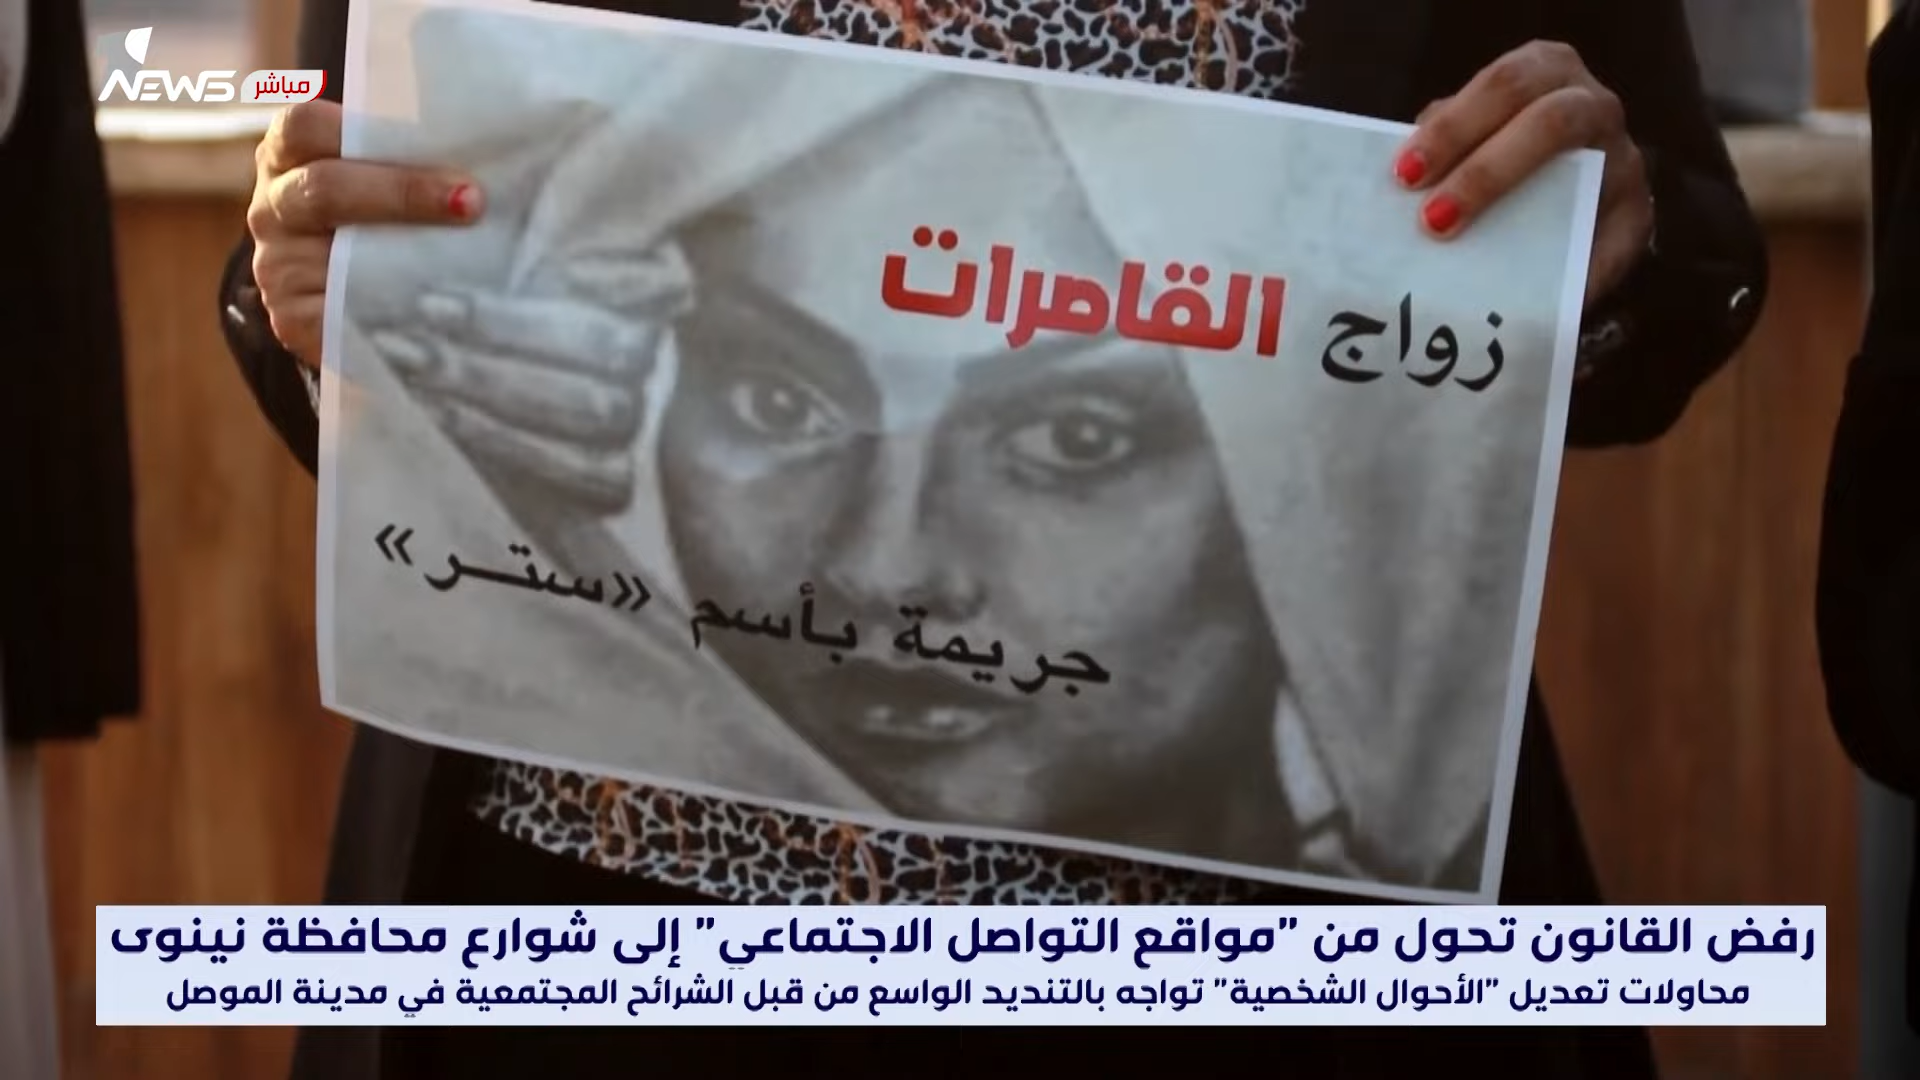 NEWS مباشر
زواج القاصرات
جريمة بأسم «ستـر»
رفض القانون تحول من "مواقع التواصل الاجتماعي" إلى شوارع محافظة نينوى
محاولات تعديل "الأحوال الشخصية" تواجه بالتنديد الواسع من قبل الشرائح المجتمعية في مدينة الموصل